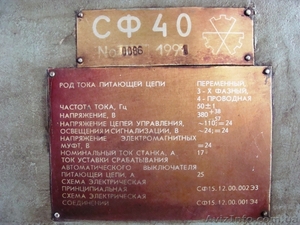 СФ 40
No 0086 1991
РОД ТОКА ПИТАЮЩЕЙ ЦЕПИ ПЕРЕМЕННЫЙ,
3 - Х ФАЗНЫЙ,
4 - ПРОВОДНАЯ
ЧАСТОТА ТОКА, Гц 50±1
НАПРЯЖЕНИЕ, В 380
НАПРЯЖЕНИЕ ЦЕПЕЙ УПРАВЛЕНИЯ, ~110; =24
ОСВЕЩЕНИЯ И СИГНАЛИЗАЦИИ, В ~24; =24
НАПРЯЖЕНИЕ ЭЛЕКТРОМАГНИТНЫХ
МУФТ, В =24
НОМИНАЛЬНЫЙ ТОК СТАНКА, А 17
ТОК УСТАВКИ СРАБАТЫВАНИЯ
АВТОМАТИЧЕСКОГО ВЫКЛЮЧАТЕЛЯ
ПИТАЮЩЕЙ ЦЕПИ, А 25
СХЕМА ЭЛЕКТРИЧЕСКАЯ
ПРИНЦИПИАЛЬНАЯ СФ15.12.00.002 ЭЗ
СХЕМА ЭЛЕКТРИЧЕСКАЯ
СОЕДИНЕНИЙ СФ15.12.00.001 Э4